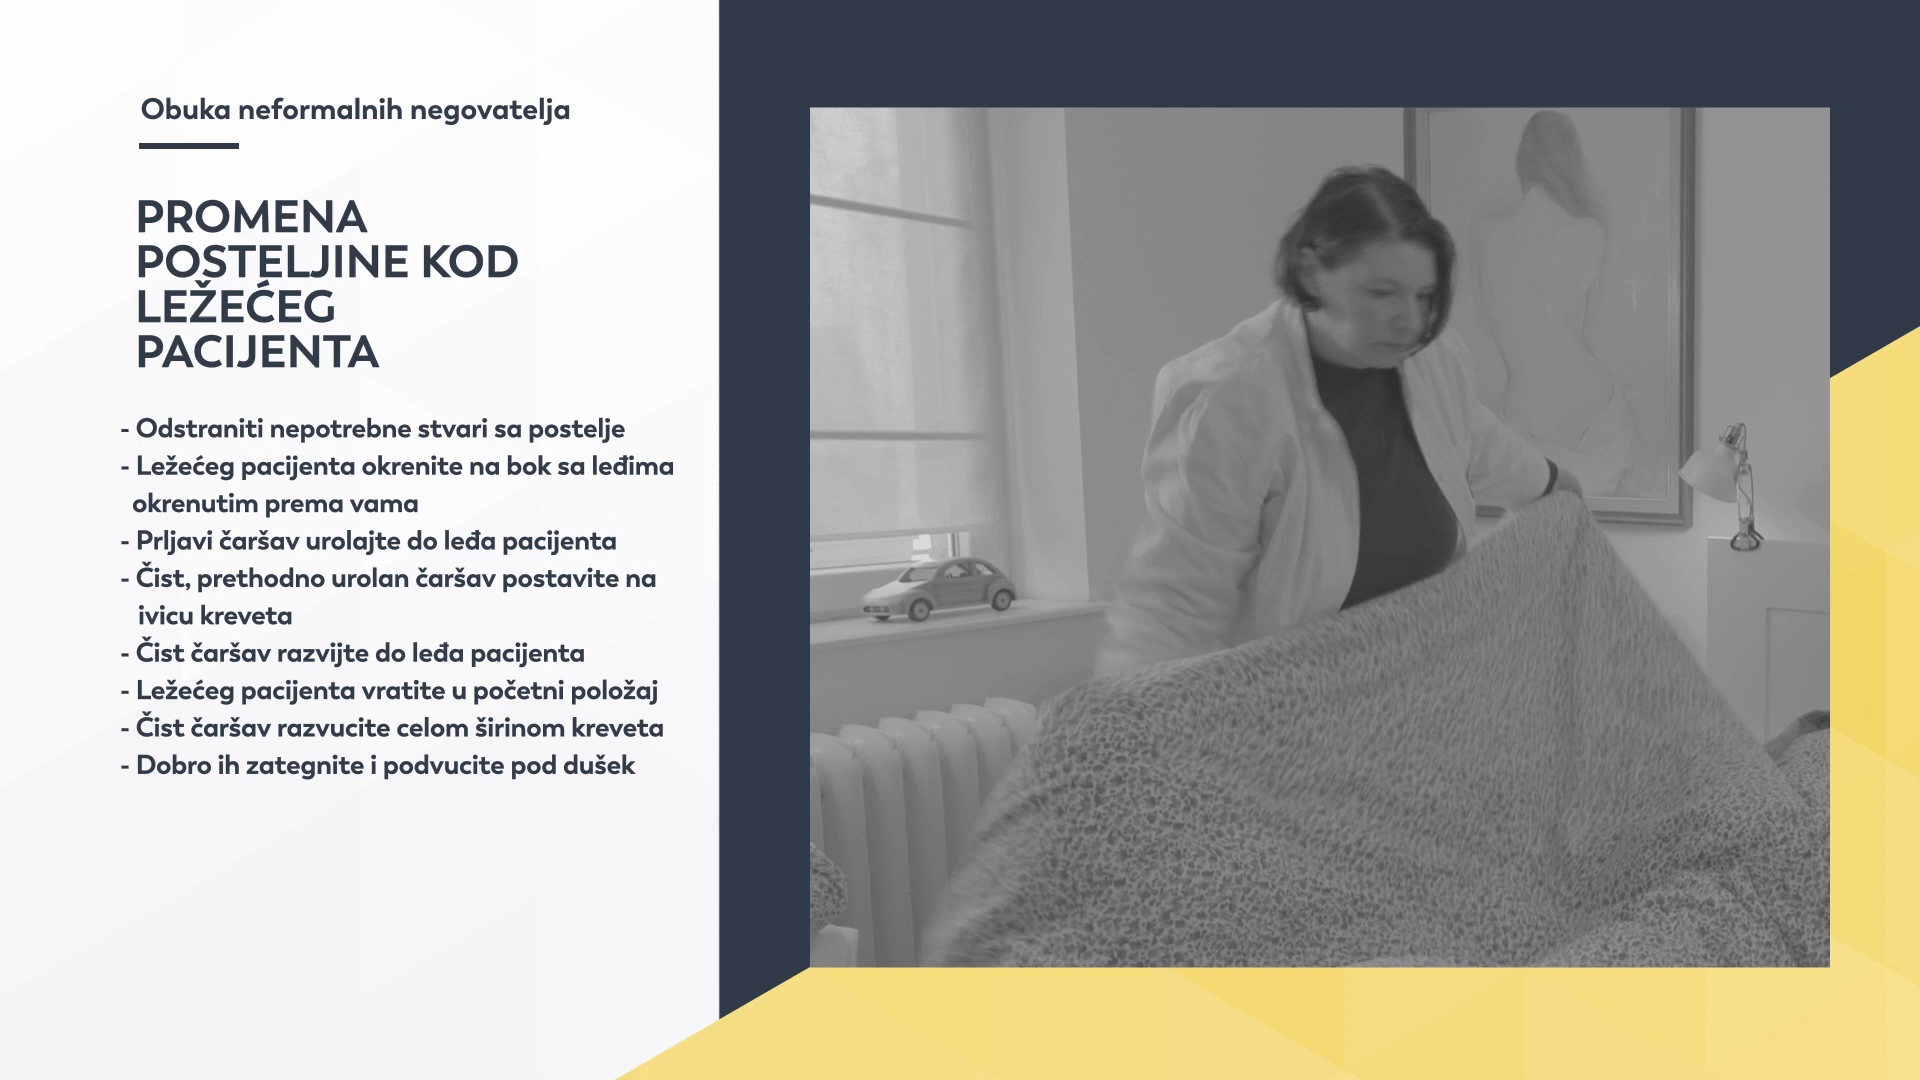 Obuka neformalnih negovatelja
PROMENA
POSTELJINE KOD
LEŽEĆEG
PACIJENTA
- Odstraniti nepotrebne stvari sa postelje
- Ležećeg pacijenta okrenite na bok sa leđima
okrenutim prema vama
- Prljavi čaršav urolajte do leđa pacijenta
- Čist, prethodno urolan čaršav postavite na
ivicu kreveta
- Čist čaršav razvijte do leđa pacijenta
- Ležećeg pacijenta vratite u početni položaj
- Čist čaršav razvucite celom širinom kreveta
- Dobro ih zategnite i podvucite pod dušek